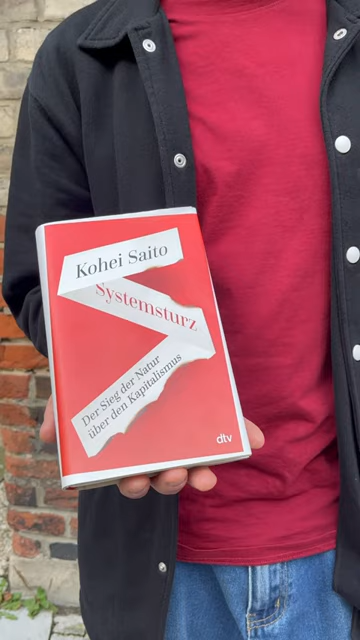 Kohei Saito
Systemsturz
Der Sieg der Natur
über den Kapitalismus
dtv